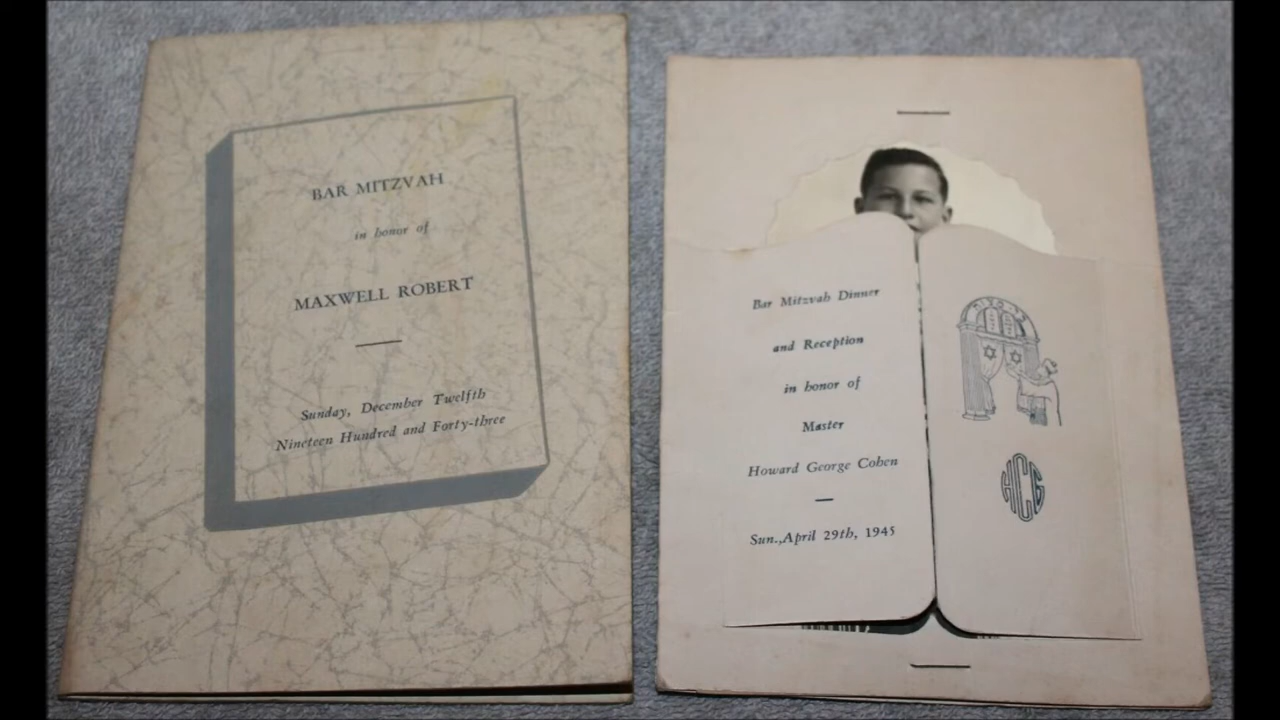 BAR MITZVAH
in honor of
MAXWELL ROBERT
Sunday, December Twelfth
Nineteen Hundred and Forty-three
Bar Mitzvah Dinner
and Reception
in honor of
Master
Howard George Cohen
Sun.,April 29th, 1945
HCG